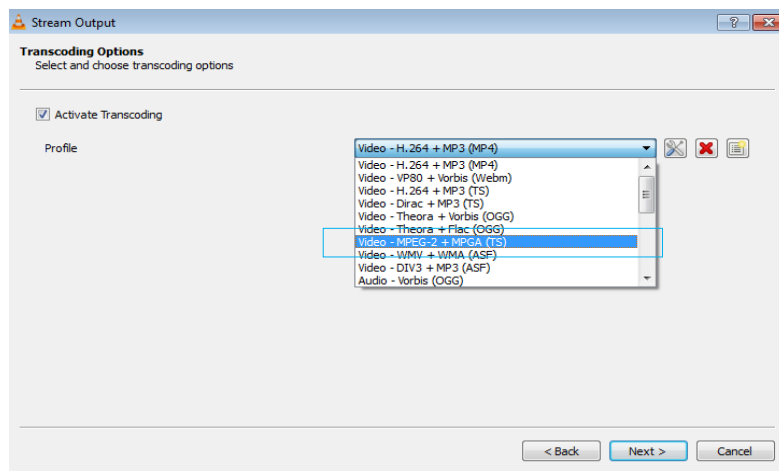 Stream Output
Transcoding Options
Select and choose transcoding options
Activate Transcoding
Profile
Video - H.264 + MP3 (MP4)
Video - H.264 + MP3 (MP4)
Video - VP80 + Vorbis (Webm)
Video - H.264 + MP3 (TS)
Video - Dirac + MP3 (TS)
Video - Theora + Vorbis (OGG)
Video - Theora + Flac (OGG)
Video - MPEG-2 + MPGA (TS)
Video - WMV + WMA (ASF)
Video - DIV3 + MP3 (ASF)
Audio - Vorbis (OGG)
< Back Next > Cancel